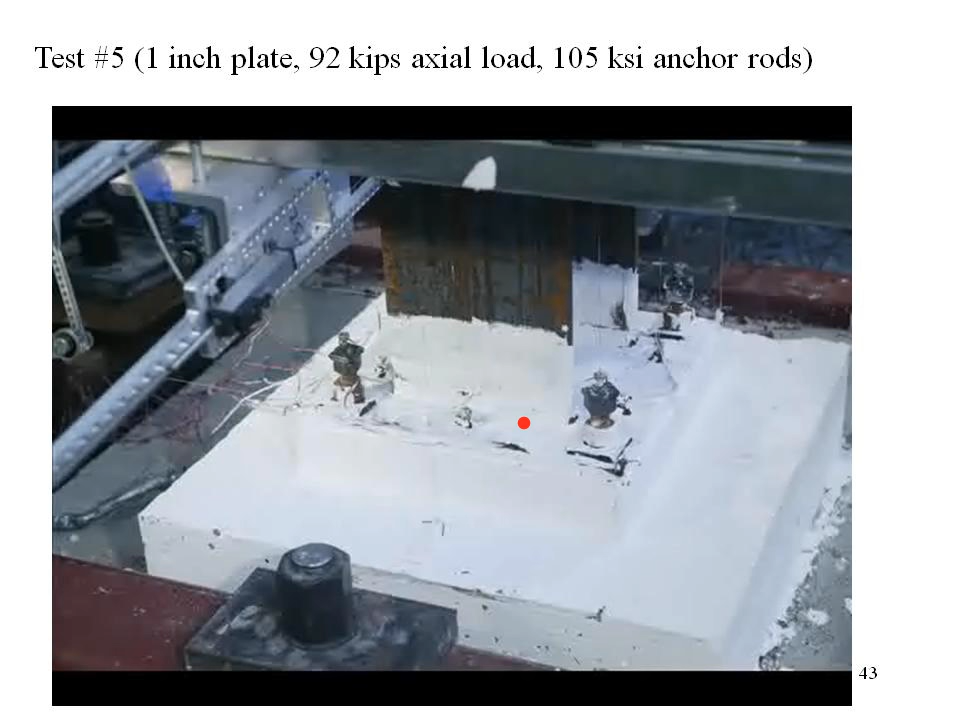 Test #5 (1 inch plate, 92 kips axial load, 105 ksi anchor rods)
43